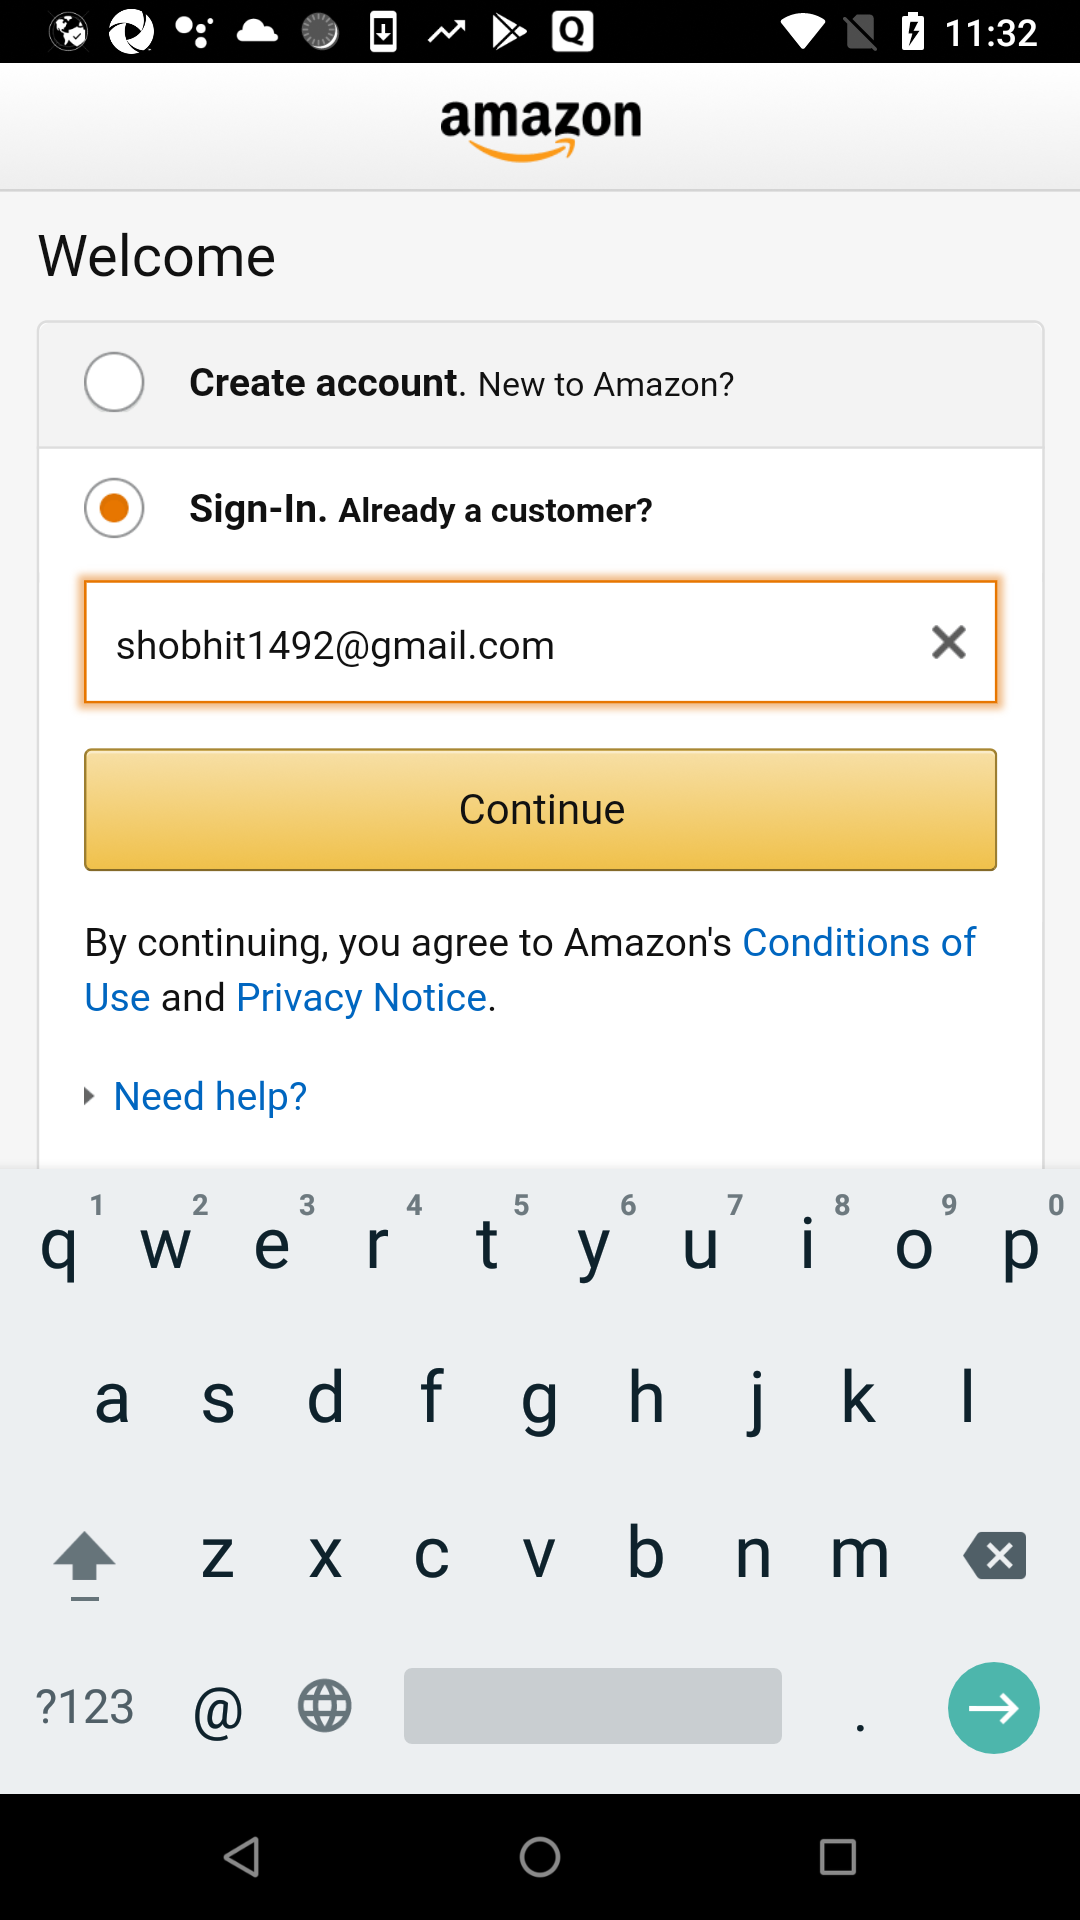 11:32
amazon
Welcome
Create account. New to Amazon?
Sign-In. Already a customer?
shobhit1492@gmail.com
Continue
By continuing, you agree to Amazon's Conditions of
Use and Privacy Notice.
Need help?
1 2 3 4 5 6 7 8 9 0
q w e r t y u i o p
a s d f g h j k l
z x c v b n m
?123 @ .